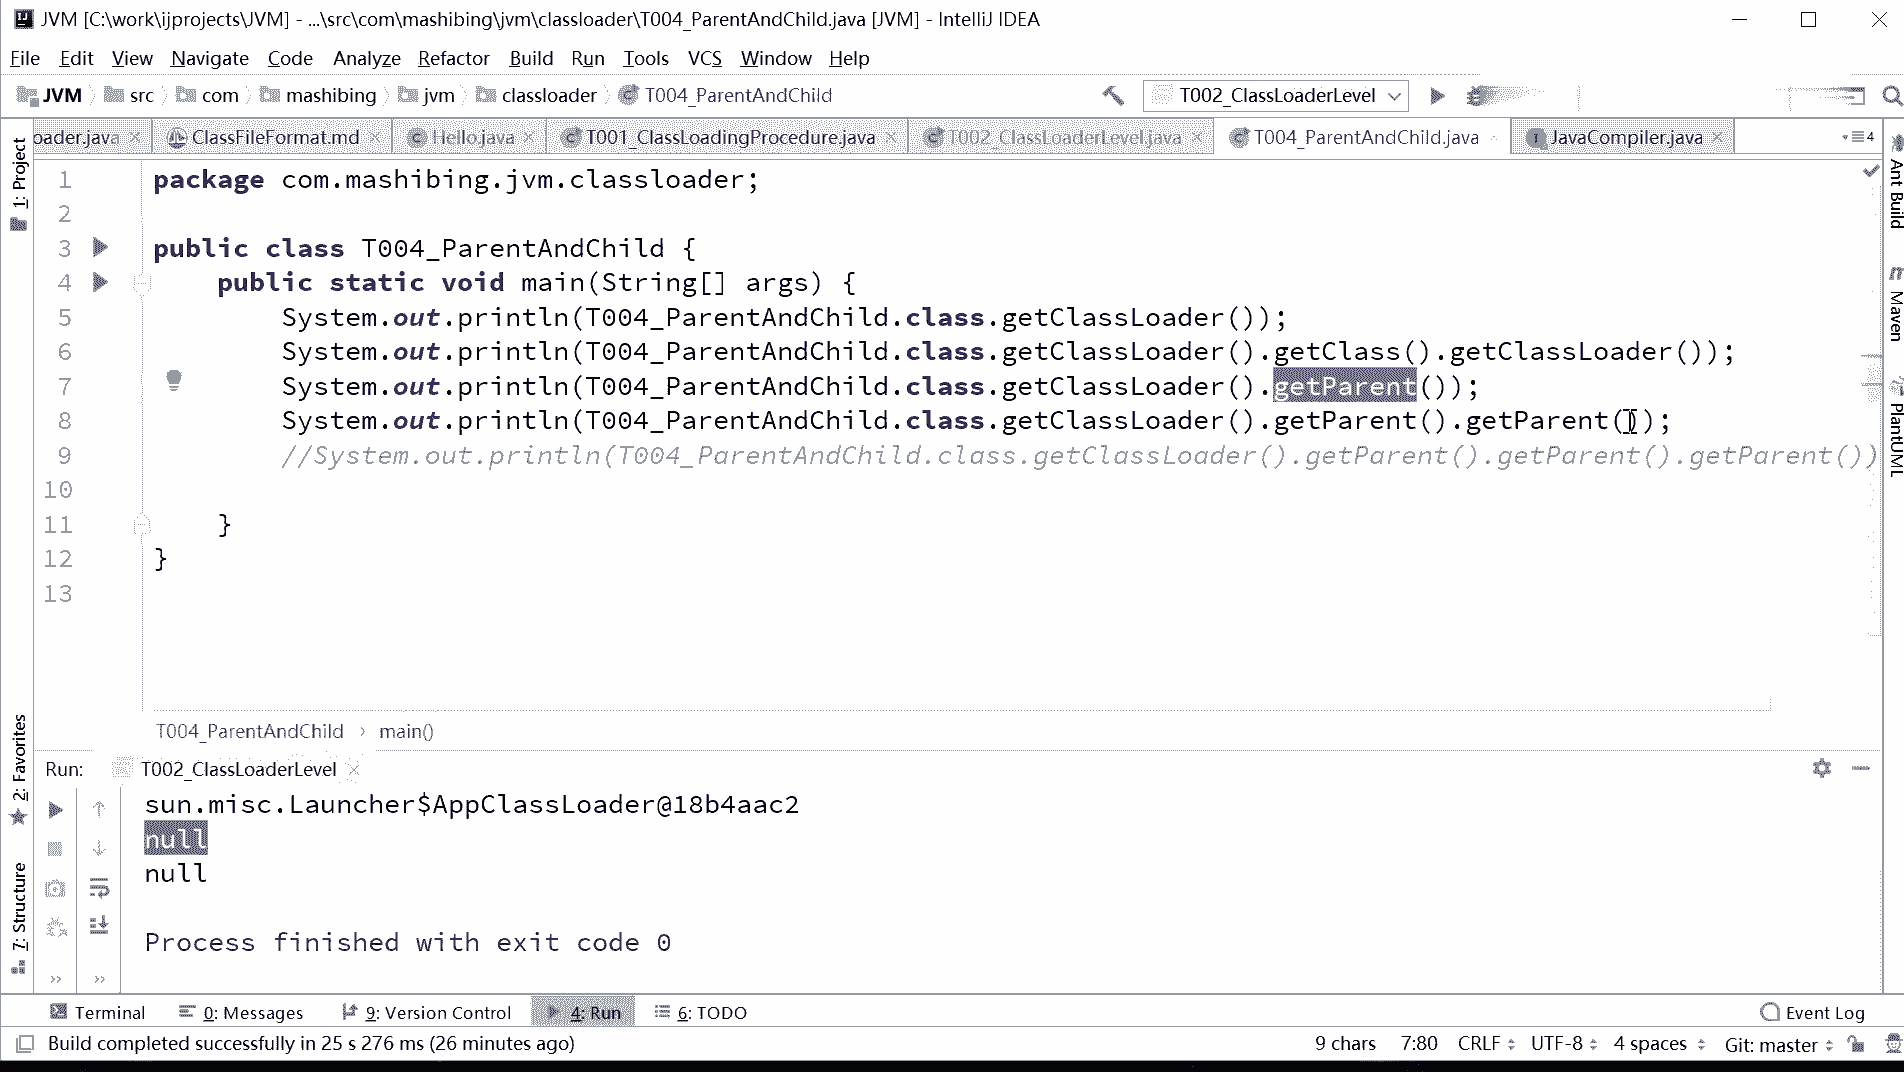 JVM [C:\work\ijprojects\JVM] - ...\src\com\mashibing\jvm\classloader\T004_ParentAndChild.java [JVM] - IntelliJ IDEA
File Edit View Navigate Code Analyze Refactor Build Run Tools VCS Window Help
JVM src com mashibing jvm classloader T004_ParentAndChild T002_ClassLoaderLevel
oader.java ClassFileFormat.md Hello.java T001_ClassLoadingProcedure.java T002_ClassLoaderLevel.java T004_ParentAndChild.java JavaCompiler.java 4
1: Project
Ant Build
Maven
PlantUML
1 package com.mashibing.jvm.classloader;
2
3 public class T004_ParentAndChild {
4 public static void main(String[] args) {
5 System.out.println(T004_ParentAndChild.class.getClassLoader());
6 System.out.println(T004_ParentAndChild.class.getClassLoader().getClass().getClassLoader());
7 System.out.println(T004_ParentAndChild.class.getClassLoader().getParent());
8 System.out.println(T004_ParentAndChild.class.getClassLoader().getParent().getParent());
9 //System.out.println(T004_ParentAndChild.class.getClassLoader().getParent().getParent().getParent())
10
11 }
12 }
13
T004_ParentAndChild › main()
2: Favorites
7: Structure
Run: T002_ClassLoaderLevel
sun.misc.Launcher$AppClassLoader@18b4aac2
null
null
Process finished with exit code 0
Terminal 0: Messages 9: Version Control 4: Run 6: TODO Event Log
Build completed successfully in 25 s 276 ms (26 minutes ago) 9 chars 7:80 CRLF UTF-8 4 spaces Git: master